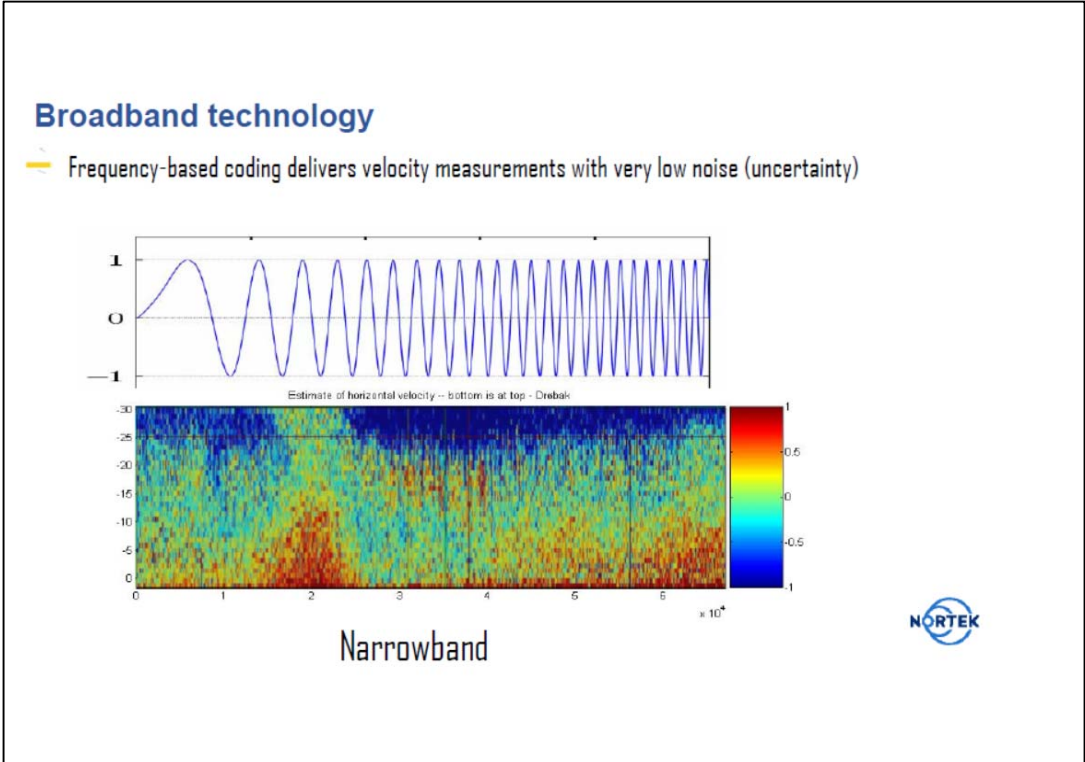 Broadband technology
Frequency-based coding delivers velocity measurements with very low noise (uncertainty)
1
0
—1
Estimate of horizontal velocity -- bottom is at top - Drebak
-30
-25
-20
-15
-10
-5
0
0 1 2 3 4 5 6
x 10⁴
1
0.5
0
-0.5
-1
Narrowband
NORTEK